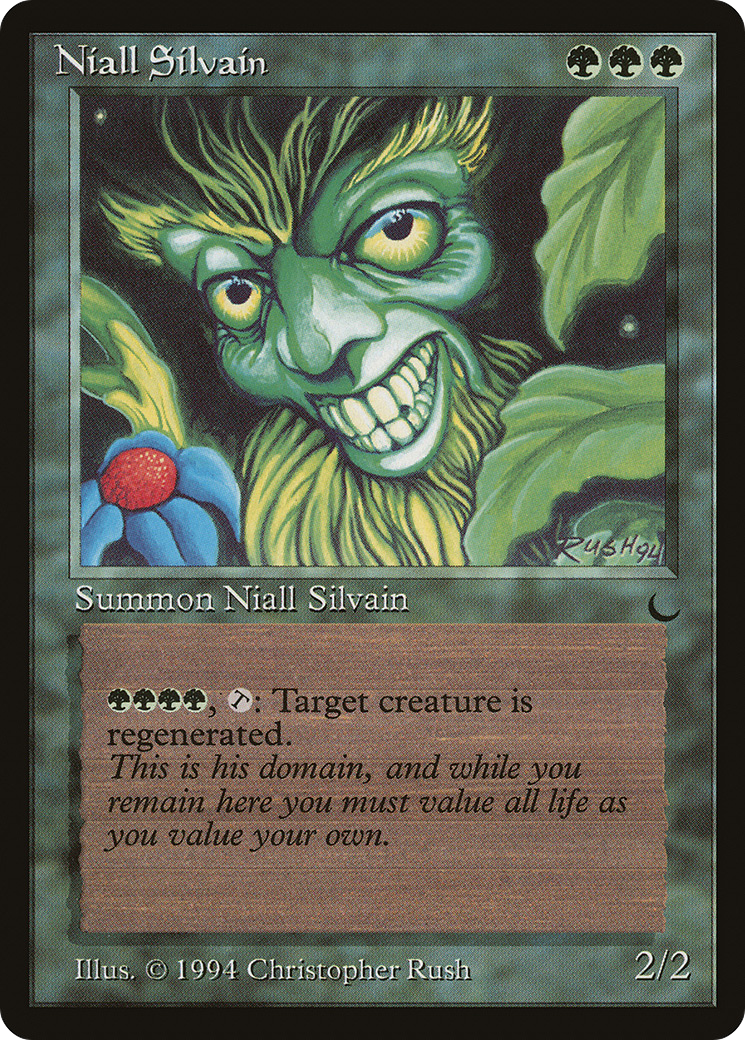 Niall Silvain
RUSH94
Summon Niall Silvain
, T: Target creature is
regenerated.
This is his domain, and while you
remain here you must value all life as
you value your own.
Illus. © 1994 Christopher Rush
2/2